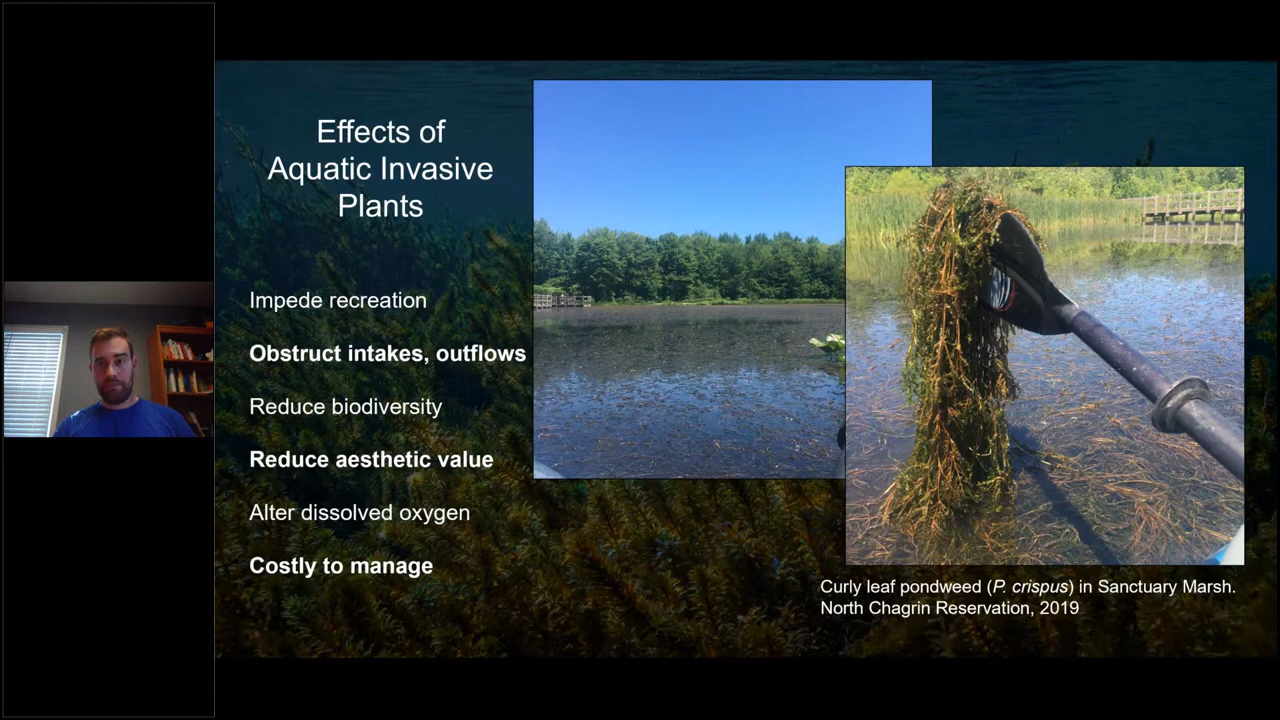 Effects of
Aquatic Invasive
Plants
Impede recreation
Obstruct intakes, outflows
Reduce biodiversity
Reduce aesthetic value
Alter dissolved oxygen
Costly to manage
Curly leaf pondweed (P. crispus) in Sanctuary Marsh.
North Chagrin Reservation, 2019